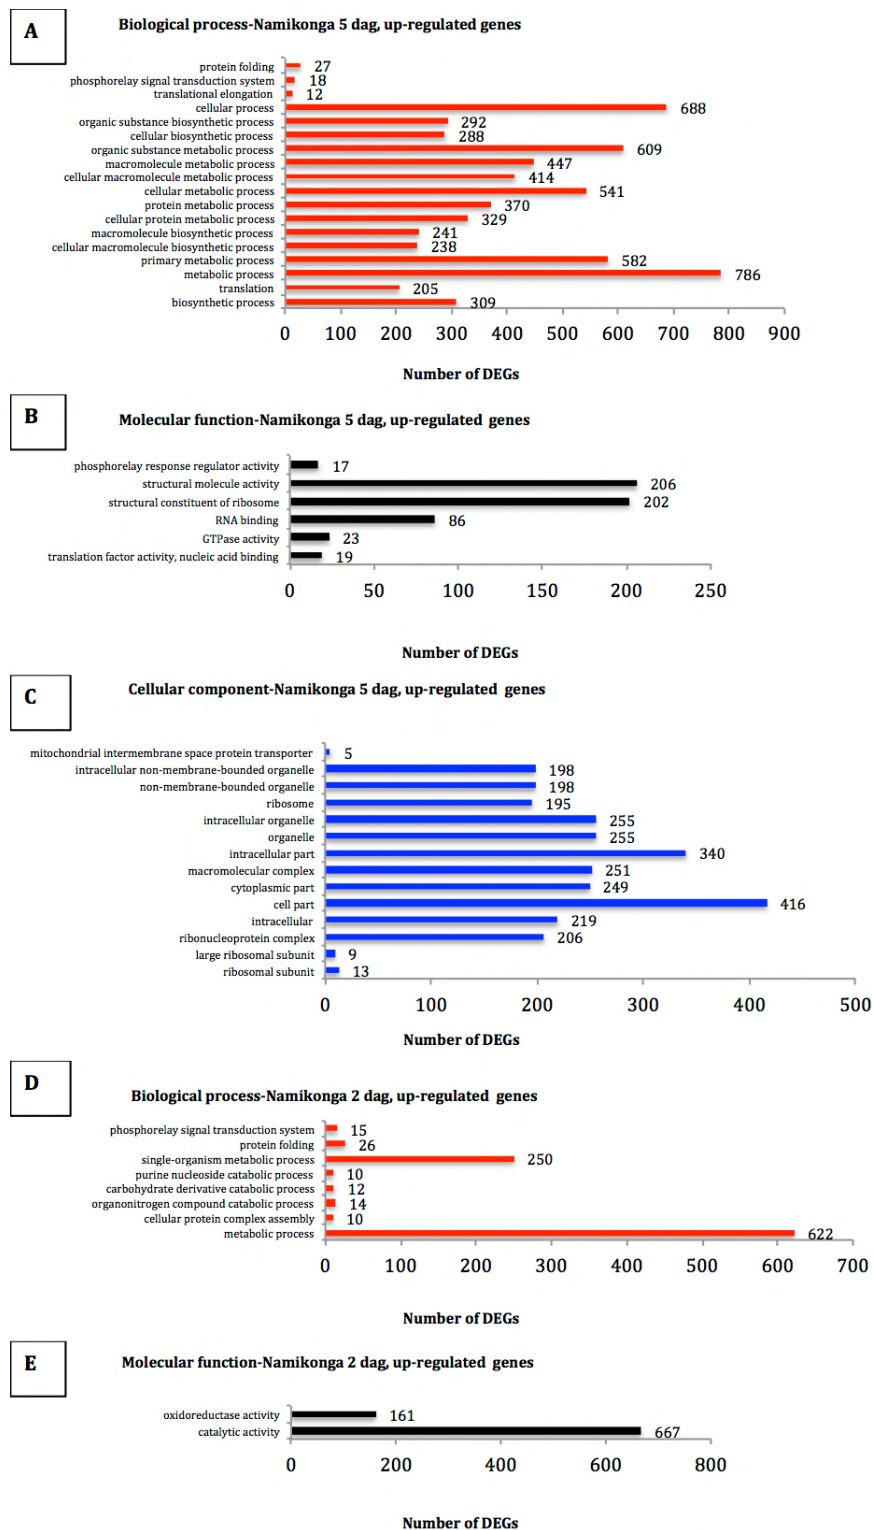 A
Biological process-Namikonga 5 dag, up-regulated genes
protein folding 27
phosphorelay signal transduction system 18
translational elongation 12
cellular process 688
organic substance biosynthetic process 292
cellular biosynthetic process 288
organic substance metabolic process 609
macromolecule metabolic process 447
cellular macromolecule metabolic process 414
cellular metabolic process 541
protein metabolic process 370
cellular protein metabolic process 329
macromolecule biosynthetic process 241
cellular macromolecule biosynthetic process 238
primary metabolic process 582
metabolic process 786
translation 205
biosynthetic process 309
0 100 200 300 400 500 600 700 800 900
Number of DEGs
B
Molecular function-Namikonga 5 dag, up-regulated genes
phosphorelay response regulator activity 17
structural molecule activity 206
structural constituent of ribosome 202
RNA binding 86
GTPase activity 23
translation factor activity, nucleic acid binding 19
0 50 100 150 200 250
Number of DEGs
C
Cellular component-Namikonga 5 dag, up-regulated genes
mitochondrial intermembrane space protein transporter 5
intracellular non-membrane-bounded organelle 198
non-membrane-bounded organelle 198
ribosome 195
intracellular organelle 255
organelle 255
intracellular part 340
macromolecular complex 251
cytoplasmic part 249
cell part 416
intracellular 219
ribonucleoprotein complex 206
large ribosomal subunit 9
ribosomal subunit 13
0 100 200 300 400 500
Number of DEGs
D
Biological process-Namikonga 2 dag, up-regulated genes
phosphorelay signal transduction system 15
protein folding 26
single-organism metabolic process 250
purine nucleoside catabolic process 10
carbohydrate derivative catabolic process 12
organonitrogen compound catabolic process 14
cellular protein complex assembly 10
metabolic process 622
0 100 200 300 400 500 600 700
Number of DEGs
E
Molecular function-Namikonga 2 dag, up-regulated genes
oxidoreductase activity 161
catalytic activity 667
0 200 400 600 800
Number of DEGs